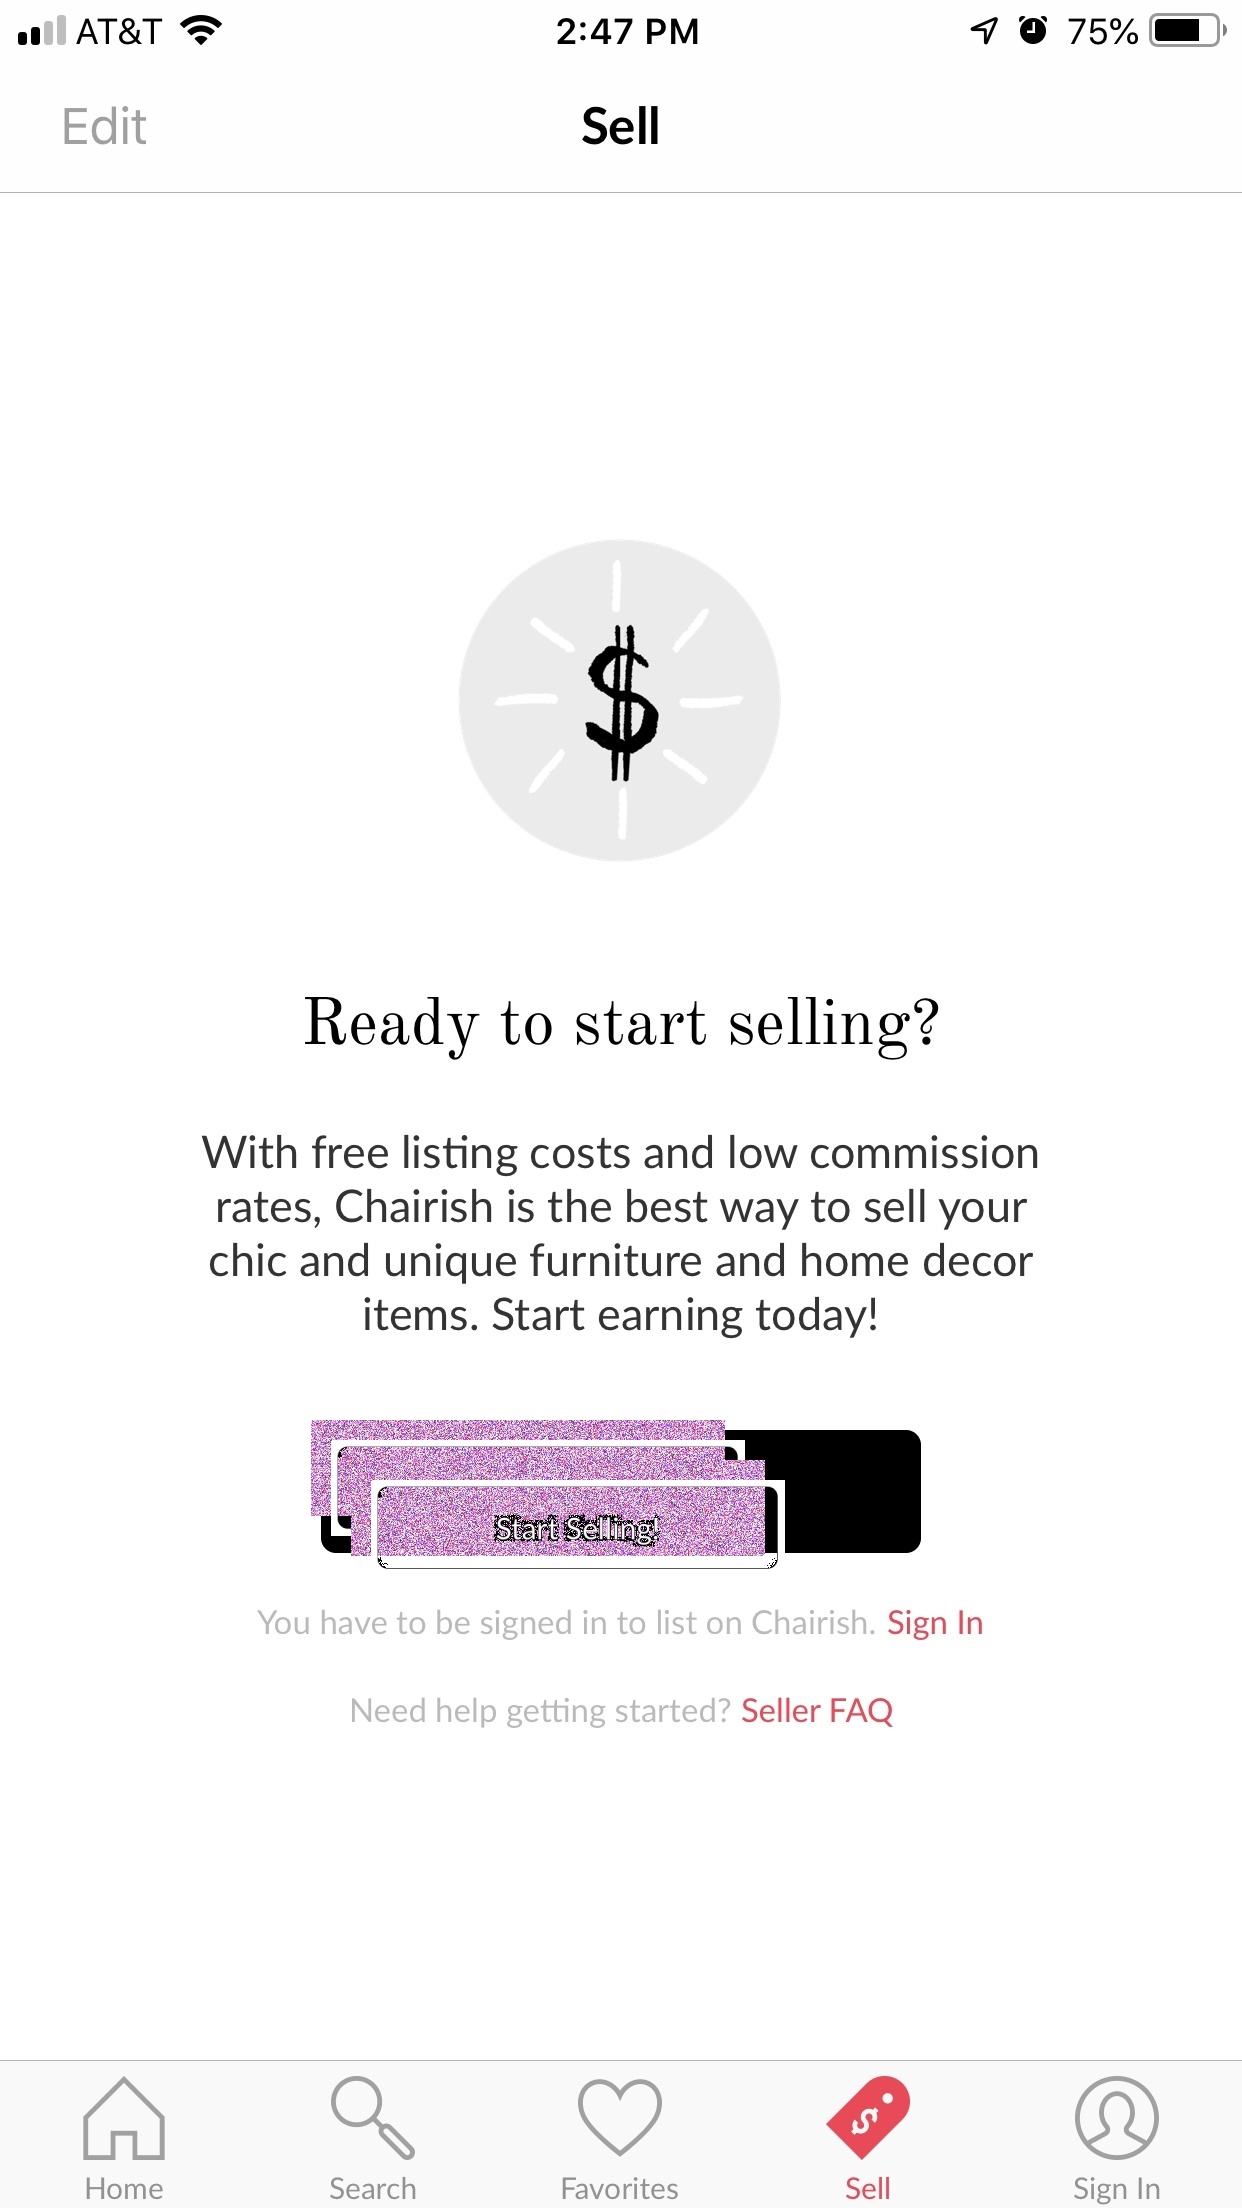 AT&T 2:47 PM 75%
Edit Sell
$
Ready to start selling?
With free listing costs and low commission
rates, Chairish is the best way to sell your
chic and unique furniture and home decor
items. Start earning today!
Start Selling!
You have to be signed in to list on Chairish. Sign In
Need help getting started? Seller FAQ
$
Home Search Favorites Sell Sign In